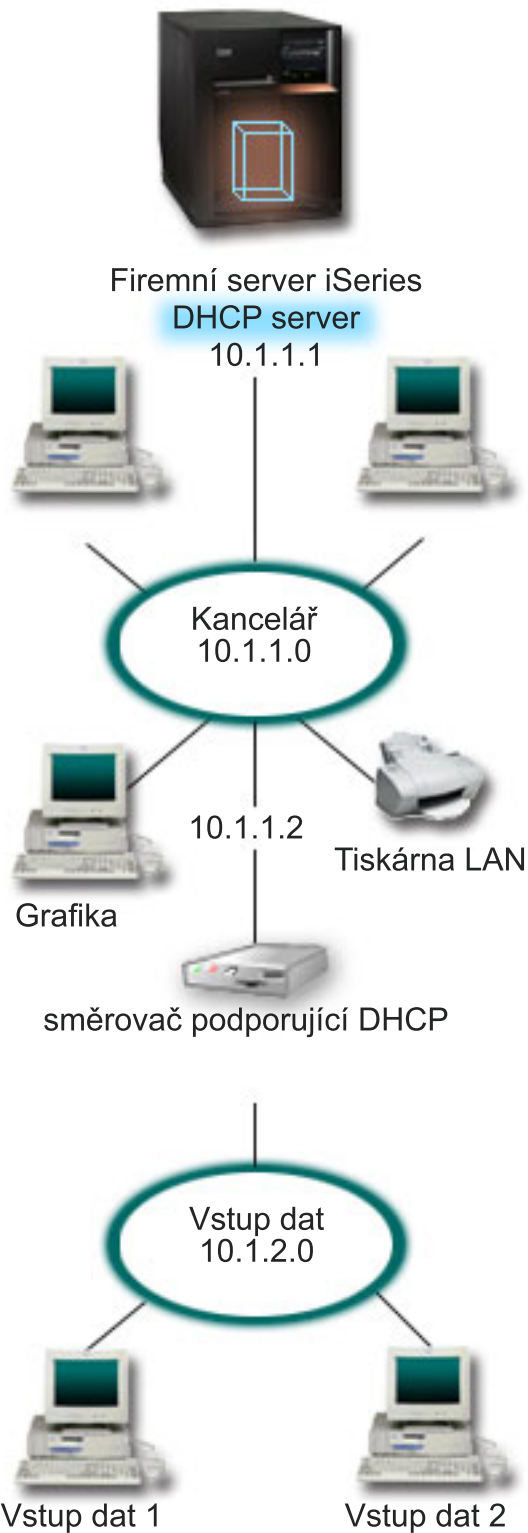 Firemní server iSeries
DHCP server
10.1.1.1
Kancelář
10.1.1.0
10.1.1.2
Tiskárna LAN
Grafika
směrovač podporující DHCP
Vstup dat
10.1.2.0
Vstup dat 1
Vstup dat 2